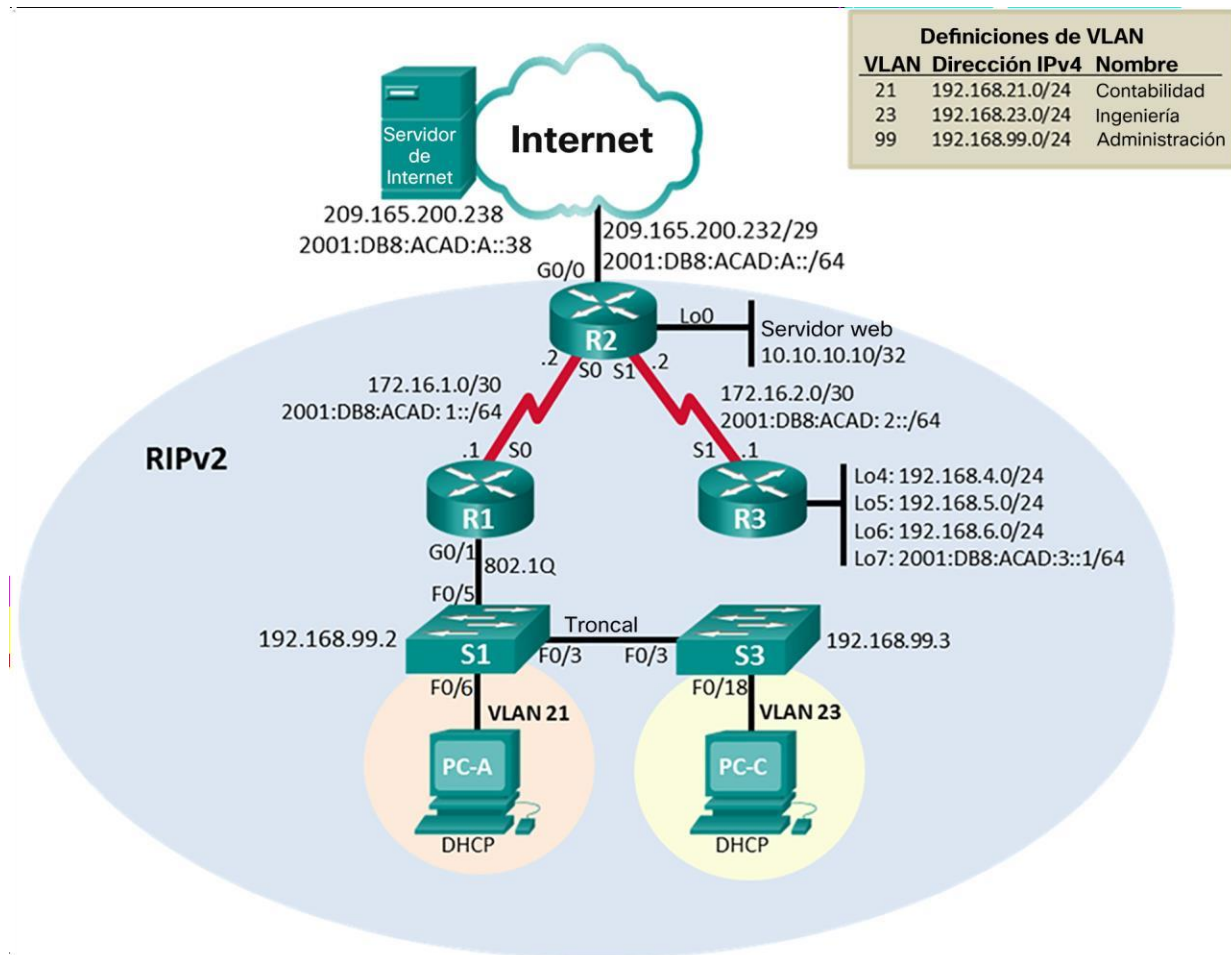 Definiciones de VLAN
VLAN Dirección IPv4 Nombre
21 192.168.21.0/24 Contabilidad
23 192.168.23.0/24 Ingeniería
99 192.168.99.0/24 Administración
Servidor
de
Internet
Internet
209.165.200.238
2001:DB8:ACAD:A::38
209.165.200.232/29
2001:DB8:ACAD:A::/64
G0/0
R2
Lo0
Servidor web
10.10.10.10/32
.2
S0
S1
.2
172.16.1.0/30
2001:DB8:ACAD: 1::/64
172.16.2.0/30
2001:DB8:ACAD: 2::/64
RIPv2
.1
S0
S1
.1
R1
R3
Lo4: 192.168.4.0/24
Lo5: 192.168.5.0/24
Lo6: 192.168.6.0/24
Lo7: 2001:DB8:ACAD:3::1/64
G0/1
802.1Q
F0/5
192.168.99.2
S1
Troncal
F0/3
F0/3
S3
192.168.99.3
F0/6
VLAN 21
F0/18
VLAN 23
PC-A
DHCP
PC-C
DHCP